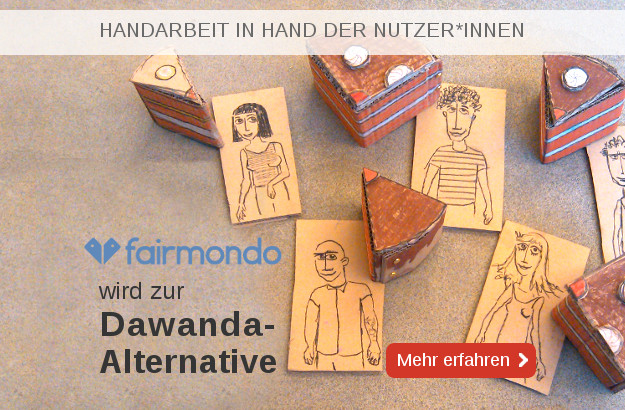 HANDARBEIT IN HAND DER NUTZER*INNEN
fairmondo
wird zur
Dawanda-
Alternative
Mehr erfahren